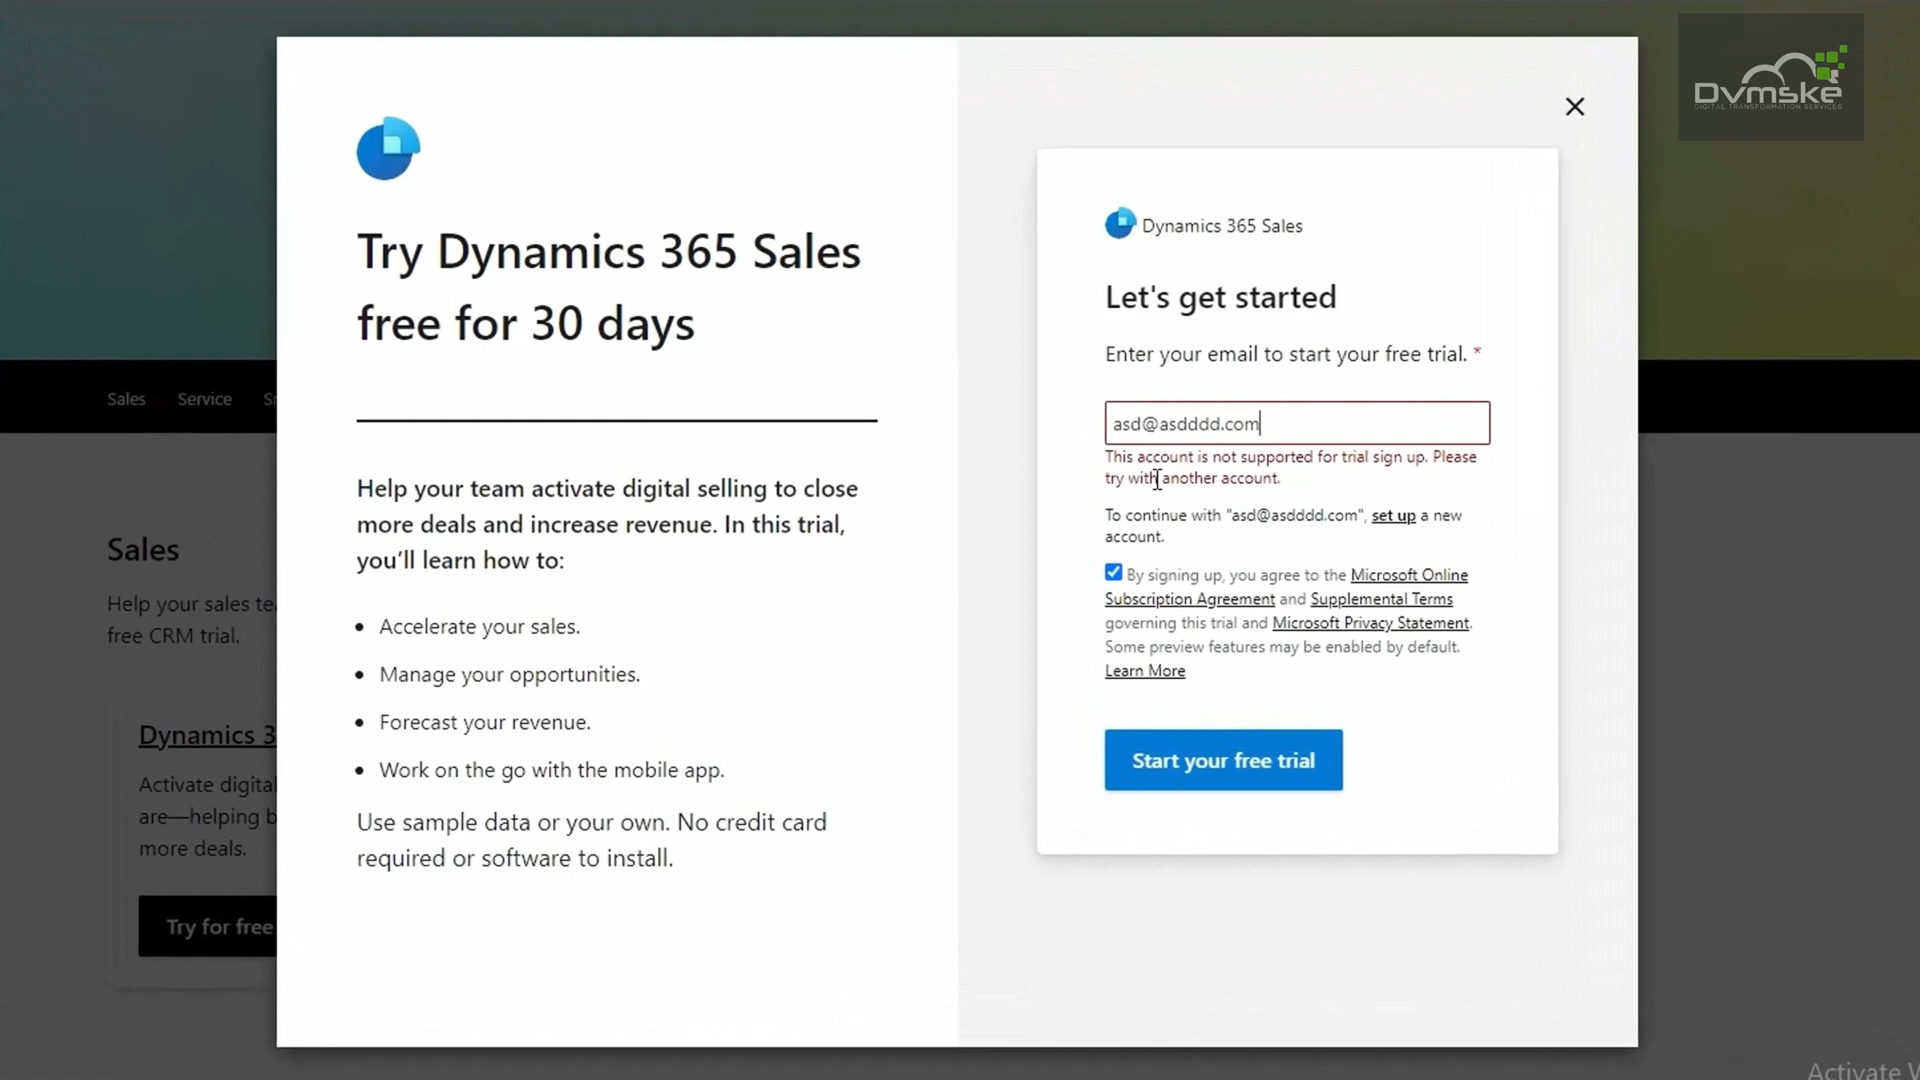 Dvmske
DIGITAL TRANSFORMATION SERVICES
Try Dynamics 365 Sales
free for 30 days
Help your team activate digital selling to close
more deals and increase revenue. In this trial,
you’ll learn how to:
• Accelerate your sales.
• Manage your opportunities.
• Forecast your revenue.
• Work on the go with the mobile app.
Use sample data or your own. No credit card
required or software to install.
Dynamics 365 Sales
Let's get started
Enter your email to start your free trial. *
asd@asdddd.com
This account is not supported for trial sign up. Please
try with another account.
To continue with "asd@asdddd.com", set up a new
account.
By signing up, you agree to the Microsoft Online
Subscription Agreement and Supplemental Terms
governing this trial and Microsoft Privacy Statement.
Some preview features may be enabled by default.
Learn More
Start your free trial
Sales Service
Sales
Help your sales
free CRM trial.
Dynamics
Activate digital
are—helping
more deals.
Try for free
Activate